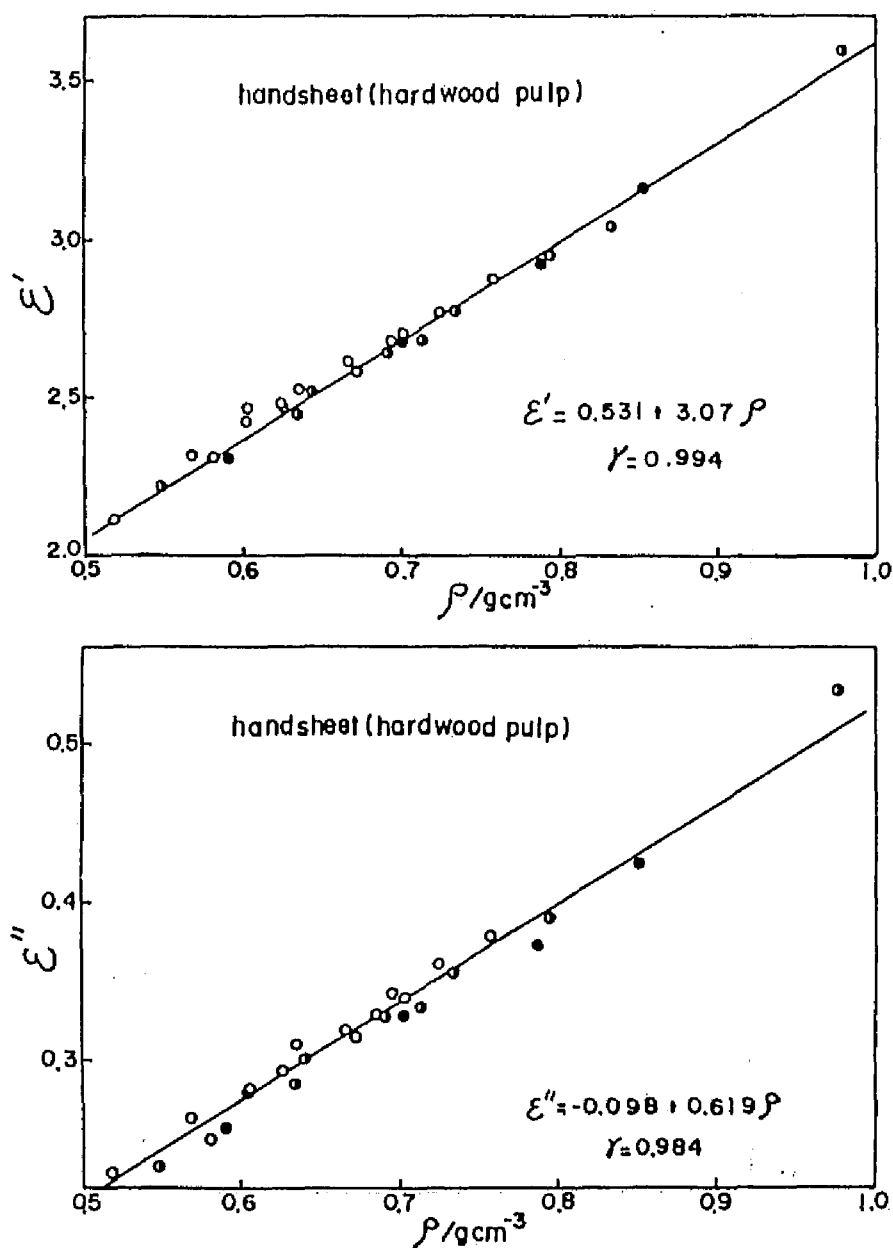 3.5
handsheet (hardwood pulp)
3.0
ε'
2.5
ε' = 0.531 + 3.07 ρ
γ = 0.994
2.0
0.5 0.6 0.7 0.8 0.9 1.0
ρ/gcm⁻³
handsheet (hardwood pulp)
0.5
0.4
ε''
0.3
ε'' = -0.098 + 0.619 ρ
γ = 0.984
0.5 0.6 0.7 0.8 0.9 1.0
ρ/gcm⁻³